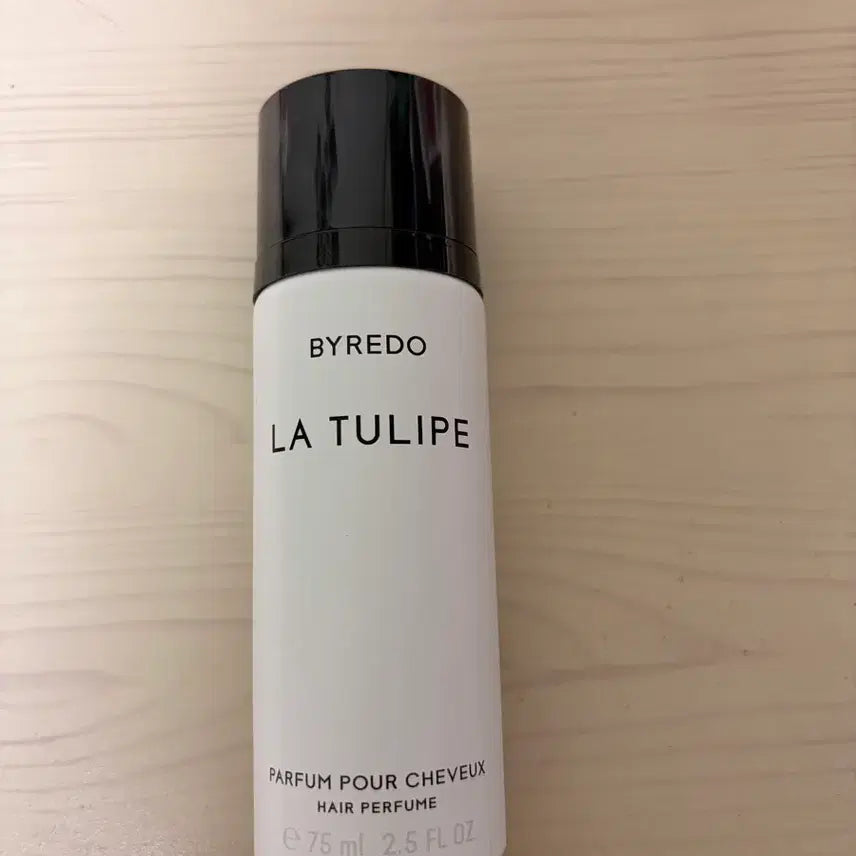 BYREDO
LA TULIPE
PARFUM POUR CHEVEUX
HAIR PERFUME
℮ 75 ml 2.5 FL OZ